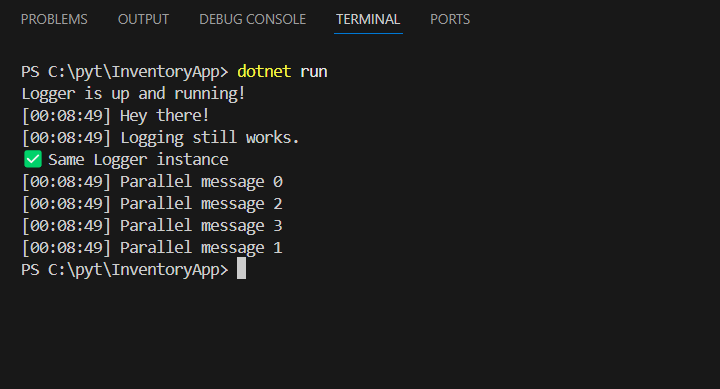 PROBLEMS OUTPUT DEBUG CONSOLE TERMINAL PORTS
PS C:\pyt\InventoryApp> dotnet run
Logger is up and running!
[00:08:49] Hey there!
[00:08:49] Logging still works.
✅ Same Logger instance
[00:08:49] Parallel message 0
[00:08:49] Parallel message 2
[00:08:49] Parallel message 3
[00:08:49] Parallel message 1
PS C:\pyt\InventoryApp>